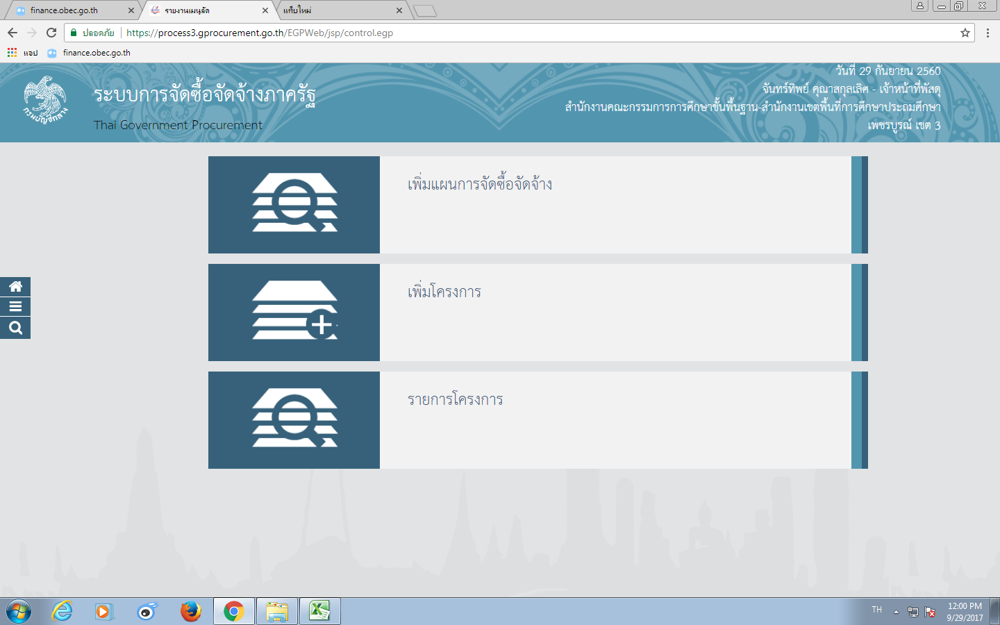 finance.obec.go.th
รายงานเมนูลัด
แท็บใหม่
ปลอดภัย
https://process3.gprocurement.go.th/EGPWeb/jsp/control.egp
แอป
finance.obec.go.th
กรมบัญชีกลาง
ระบบการจัดซื้อจัดจ้างภาครัฐ
Thai Government Procurement
วันที่ 29 กันยายน 2560
จันทร์ทิพย์ คุณาสกุลเลิศ - เจ้าหน้าที่พัสดุ
สำนักงานคณะกรรมการการศึกษาขั้นพื้นฐาน-สำนักงานเขตพื้นที่การศึกษาประถมศึกษา
เพชรบูรณ์ เขต 3
เพิ่มแผนการจัดซื้อจัดจ้าง
เพิ่มโครงการ
รายการโครงการ
TH
12:00 PM
9/29/2017